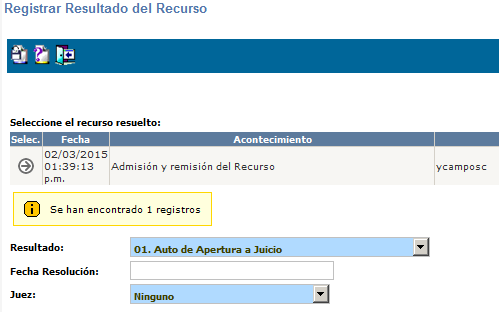 Registrar Resultado del Recurso
Seleccione el recurso resuelto:
Selec. Fecha Acontecimiento
02/03/2015
01:39:13 Admisión y remisión del Recurso ycamposc
p.m.
Se han encontrado 1 registros
Resultado: 01. Auto de Apertura a Juicio
Fecha Resolución:
Juez: Ninguno